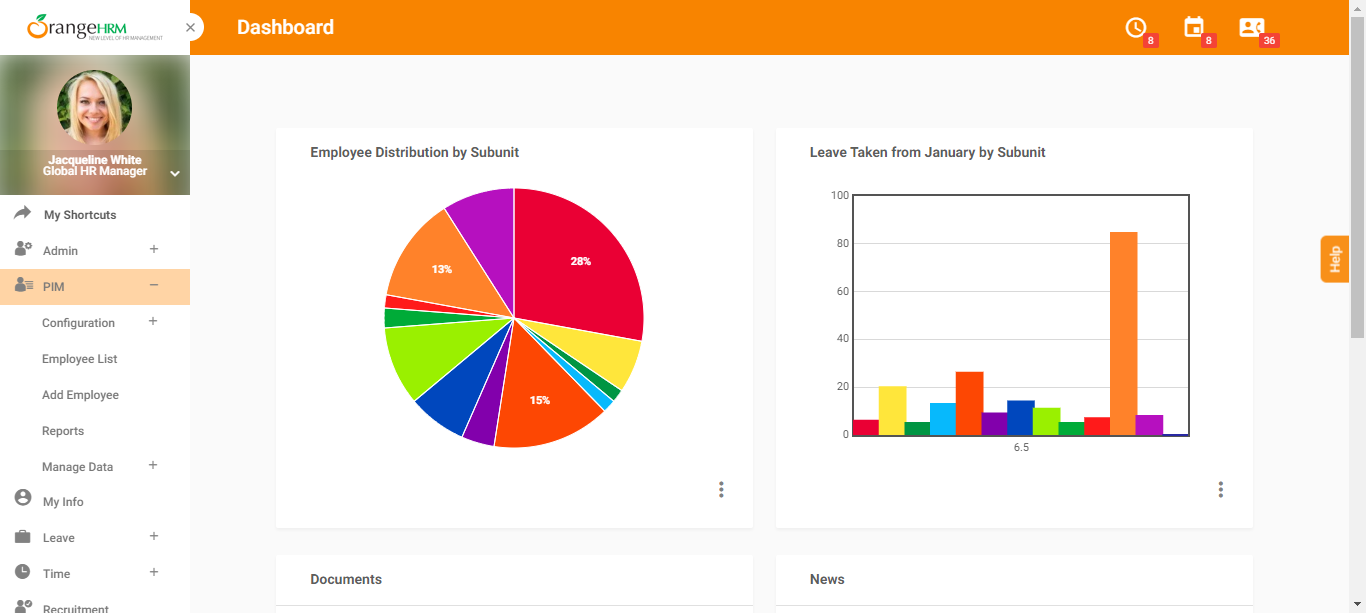 OrangeHRM
NEW LEVEL OF HR MANAGEMENT
Dashboard
8
8
36
Jacqueline White
Global HR Manager
My Shortcuts
Admin
PIM
Configuration
Employee List
Add Employee
Reports
Manage Data
My Info
Leave
Time
Recruitment
Employee Distribution by Subunit
28%
13%
15%
Leave Taken from January by Subunit
100
80
60
40
20
0
6.5
Help
Documents
News